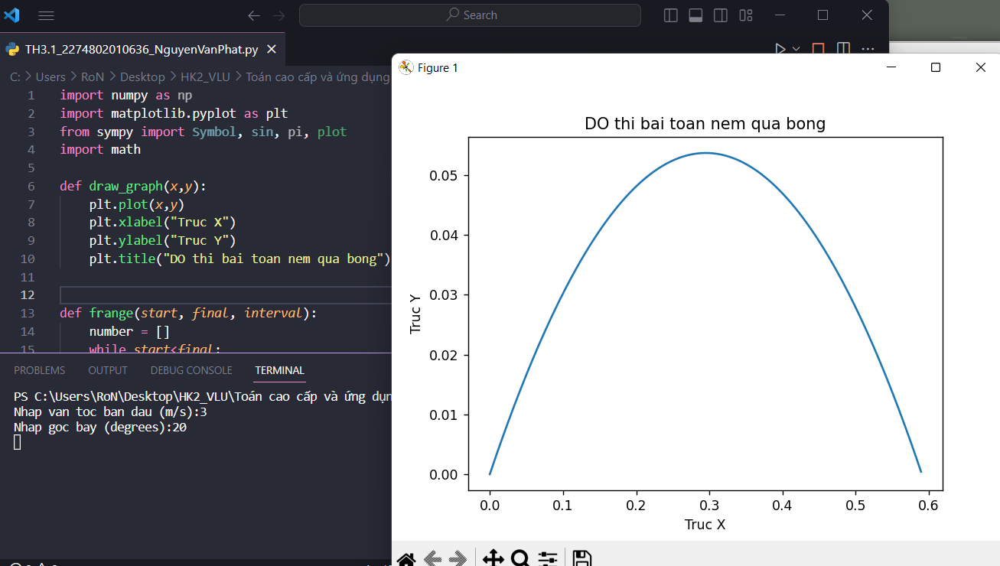 Search
TH3.1_2274802010636_NguyenVanPhat.py
C: > Users > RoN > Desktop > HK2_VLU > Toán cao cấp và ứng dụng
1 import numpy as np
2 import matplotlib.pyplot as plt
3 from sympy import Symbol, sin, pi, plot
4 import math
5
6 def draw_graph(x,y):
7     plt.plot(x,y)
8     plt.xlabel("Truc X")
9     plt.ylabel("Truc Y")
10     plt.title("DO thi bai toan nem qua bong")
11
12
13 def frange(start, final, interval):
14     number = []
15     while start<final:
PROBLEMS OUTPUT DEBUG CONSOLE TERMINAL
PS C:\Users\RoN\Desktop\HK2_VLU\Toán cao cấp và ứng dụn
Nhap van toc ban dau (m/s):3
Nhap goc bay (degrees):20
Figure 1
DO thi bai toan nem qua bong
0.05
0.04
0.03
0.02
0.01
0.00
Truc Y
0.0 0.1 0.2 0.3 0.4 0.5 0.6
Truc X